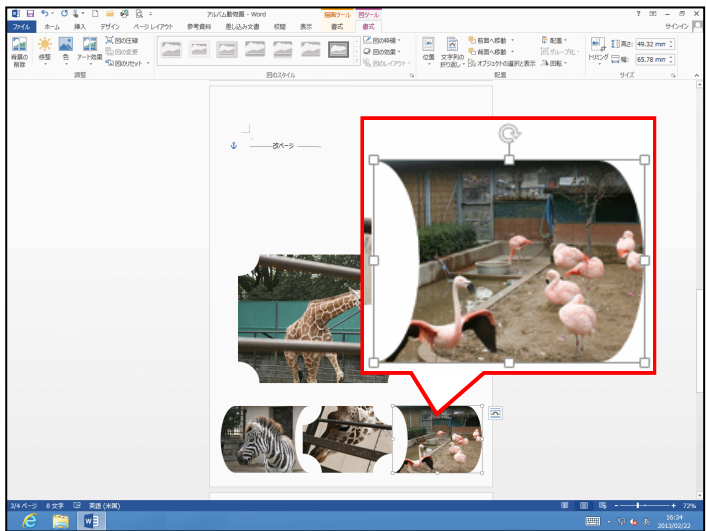 アルバム動物園 - Word
描画ツール 図ツール
ファイル ホーム 挿入 デザイン ページ レイアウト 参考資料 差し込み文書 校閲 表示 書式 書式 サインイン
背景の削除 修整 色 アート効果 図の圧縮 図の変更 図のリセット
図の枠線 図の効果 図のレイアウト
位置 文字列の折り返し 前面へ移動 背面へ移動 オブジェクトの選択と表示 配置 グループ化 回転
トリミング 高さ: 49.32 mm 幅: 65.78 mm
調整 図のスタイル 配置 サイズ
改ページ
3/4 ページ 8 文字 英語 (米国) 72%
16:34
2013/02/22